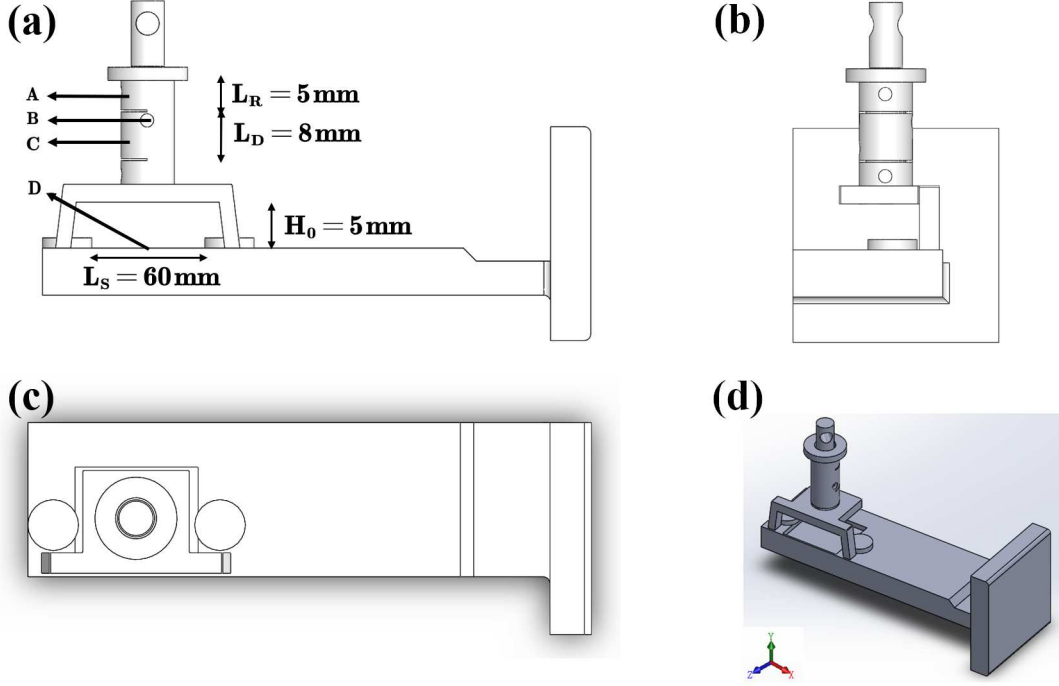 (a)
(b)
A
B
C
D
L_R = 5 mm
L_D = 8 mm
H_0 = 5 mm
L_S = 60 mm
(c)
(d)
Y
Z
X